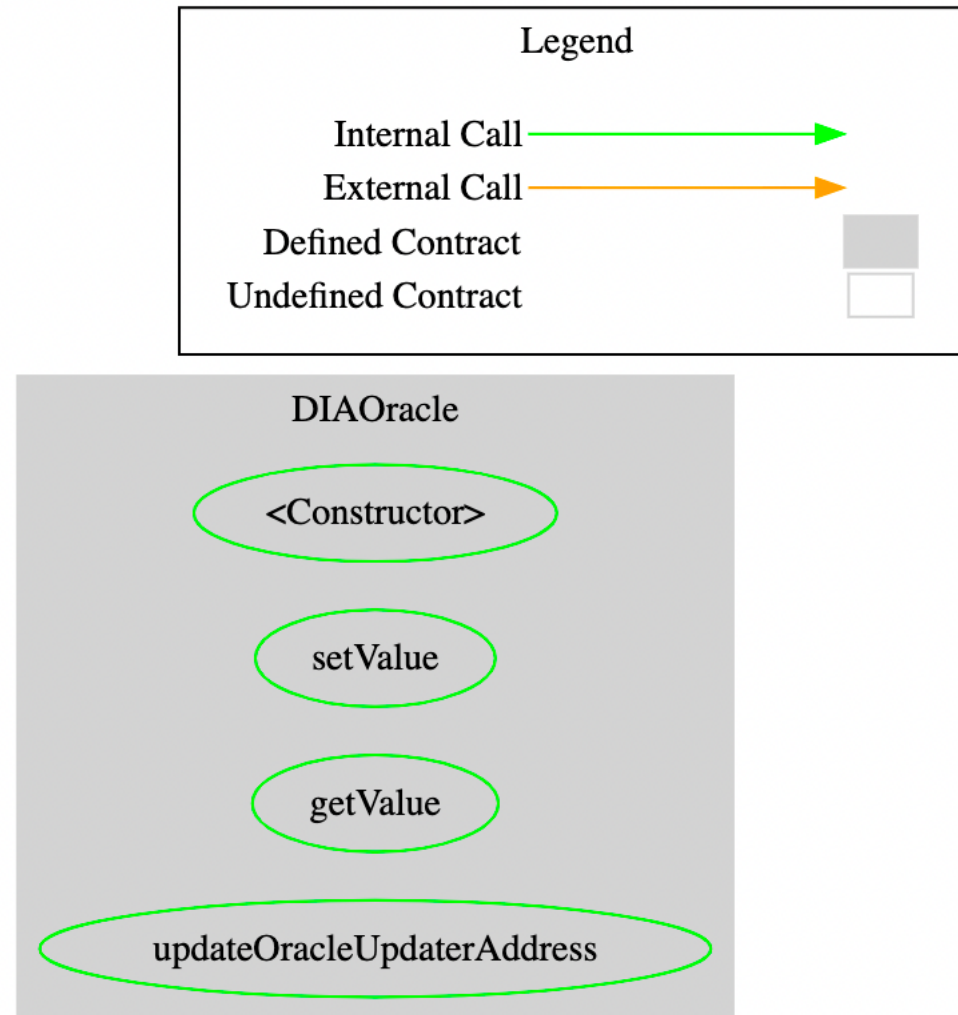 Legend
Internal Call
External Call
Defined Contract
Undefined Contract
DIAOracle
<Constructor>
setValue
getValue
updateOracleUpdaterAddress